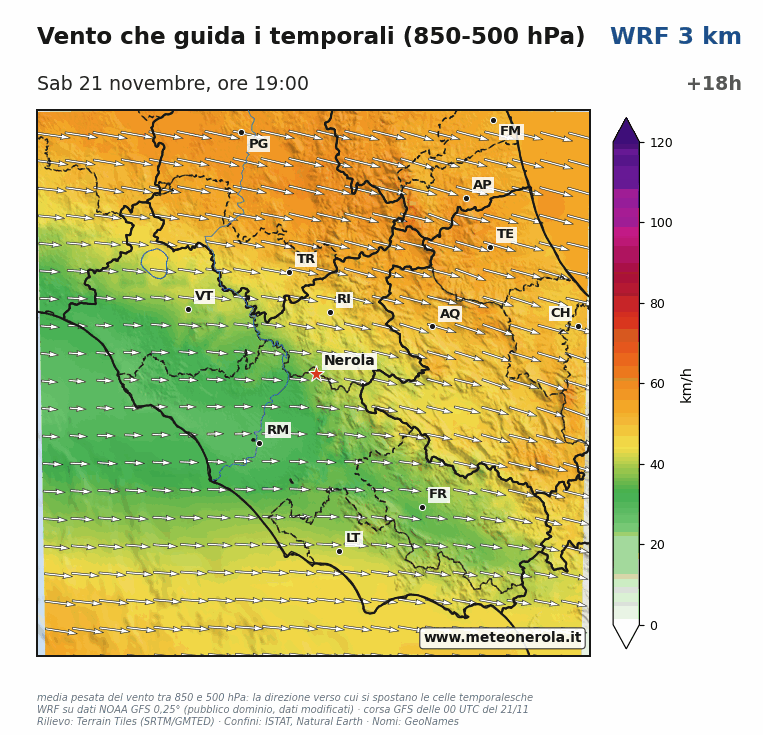 Vento che guida i temporali (850-500 hPa) WRF 3 km
Sab 21 novembre, ore 19:00 +18h
FM
PG
AP
TE
TR
VT
RI
AQ
CH
Nerola
RM
FR
LT
www.meteonerola.it
120
100
80
60
40
20
0
km/h
media pesata del vento tra 850 e 500 hPa: la direzione verso cui si spostano le celle temporalesche
WRF su dati NOAA GFS 0,25° (pubblico dominio, dati modificati) · corsa GFS delle 00 UTC del 21/11
Rilievo: Terrain Tiles (SRTM/GMTED) · Confini: ISTAT, Natural Earth · Nomi: GeoNames